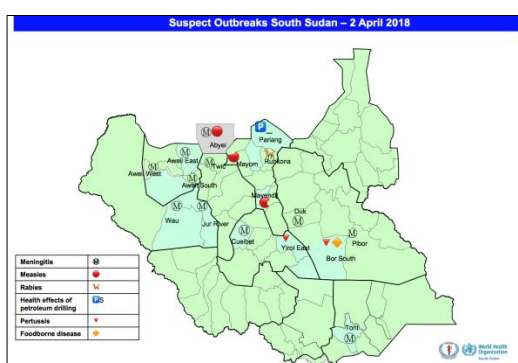 Suspect Outbreaks South Sudan – 2 April 2018
Abyei
Pariang
Aweil East
Twic
Mayom
Rubkona
Aweil West
Aweil South
Mayendit
Wau
Jur River
Duk
Cueibet
Yirol East
Pibor
Bor South
Torit
Meningitis M
Measles
Rabies
Health effects of
petroleum drilling PS
Pertussis
Foodborne disease
World Health
Organization
South Sudan